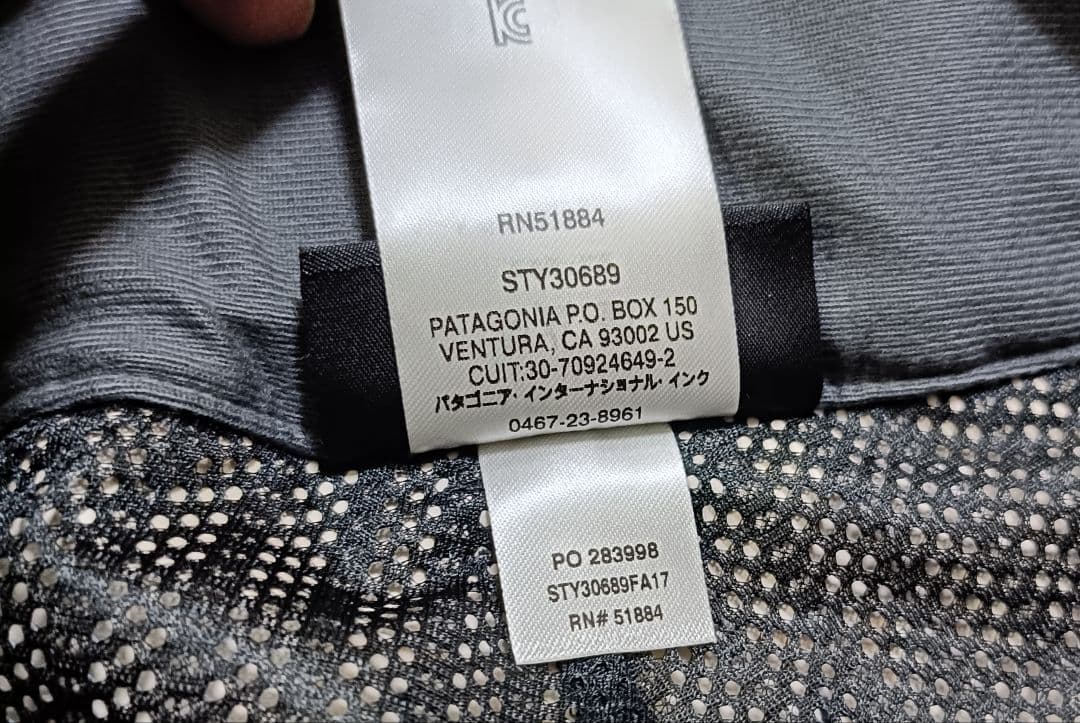 RN51884
STY30689
PATAGONIA P.O. BOX 150
VENTURA, CA 93002 US
CUIT:30-70924649-2
パタゴニア・インターナショナル・インク
0467-23-8961
PO 283998
STY30689FA17
RN# 51884